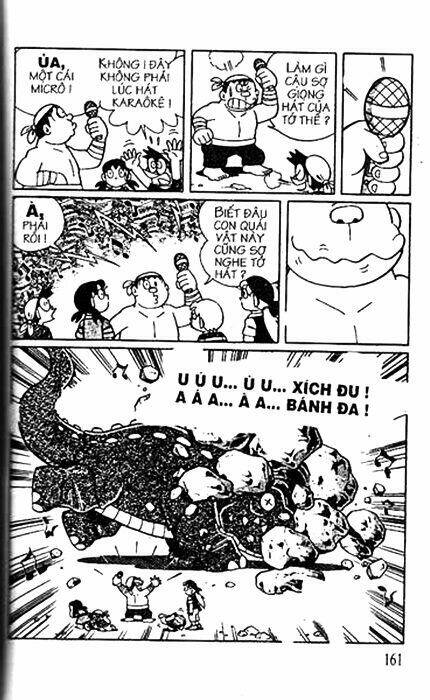 ỦA,
MỘT CÁI
MICRÔ !
KHÔNG ! ĐÂY
KHÔNG PHẢI
LÚC HÁT
KARAÔKÊ !
LÀM GÌ
CẬU SỢ
GIỌNG
HÁT CỦA
TỚ THẾ ?
À,
PHẢI
RỒI !
BIẾT ĐÂU
CON QUÁI
VẬT NÀY
CŨNG SỢ
NGHE TỚ
HÁT ?
U Ù U... Ù U... XÍCH ĐU !
A À A... À A... BÁNH ĐA !
161